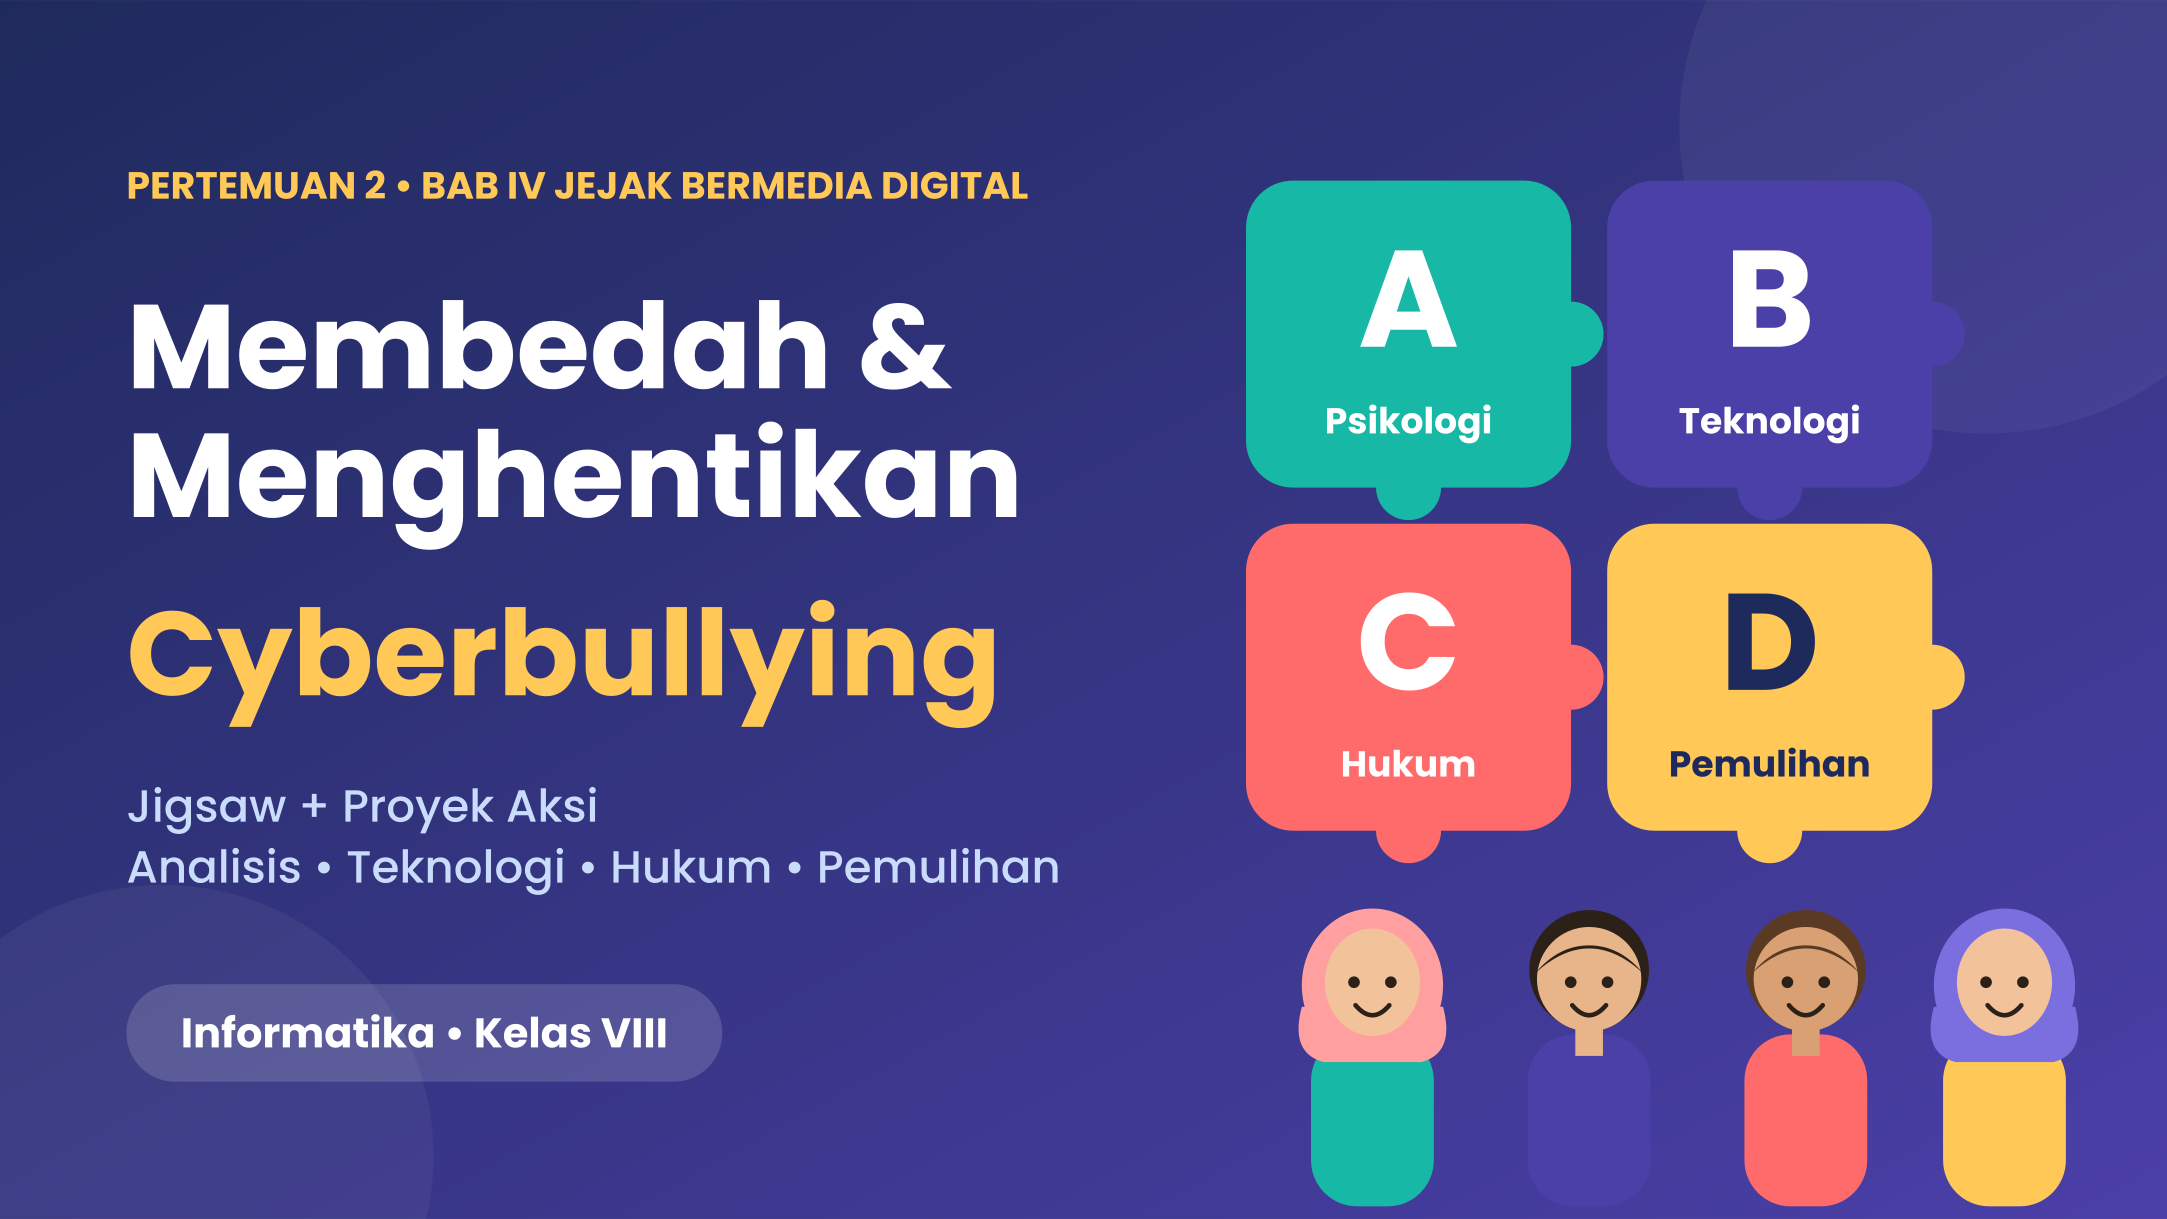 PERTEMUAN 2 • BAB IV JEJAK BERMEDIA DIGITAL
Membedah &
Menghentikan
Cyberbullying
Jigsaw + Proyek Aksi
Analisis • Teknologi • Hukum • Pemulihan
Informatika • Kelas VIII
A
Psikologi
B
Teknologi
C
Hukum
D
Pemulihan